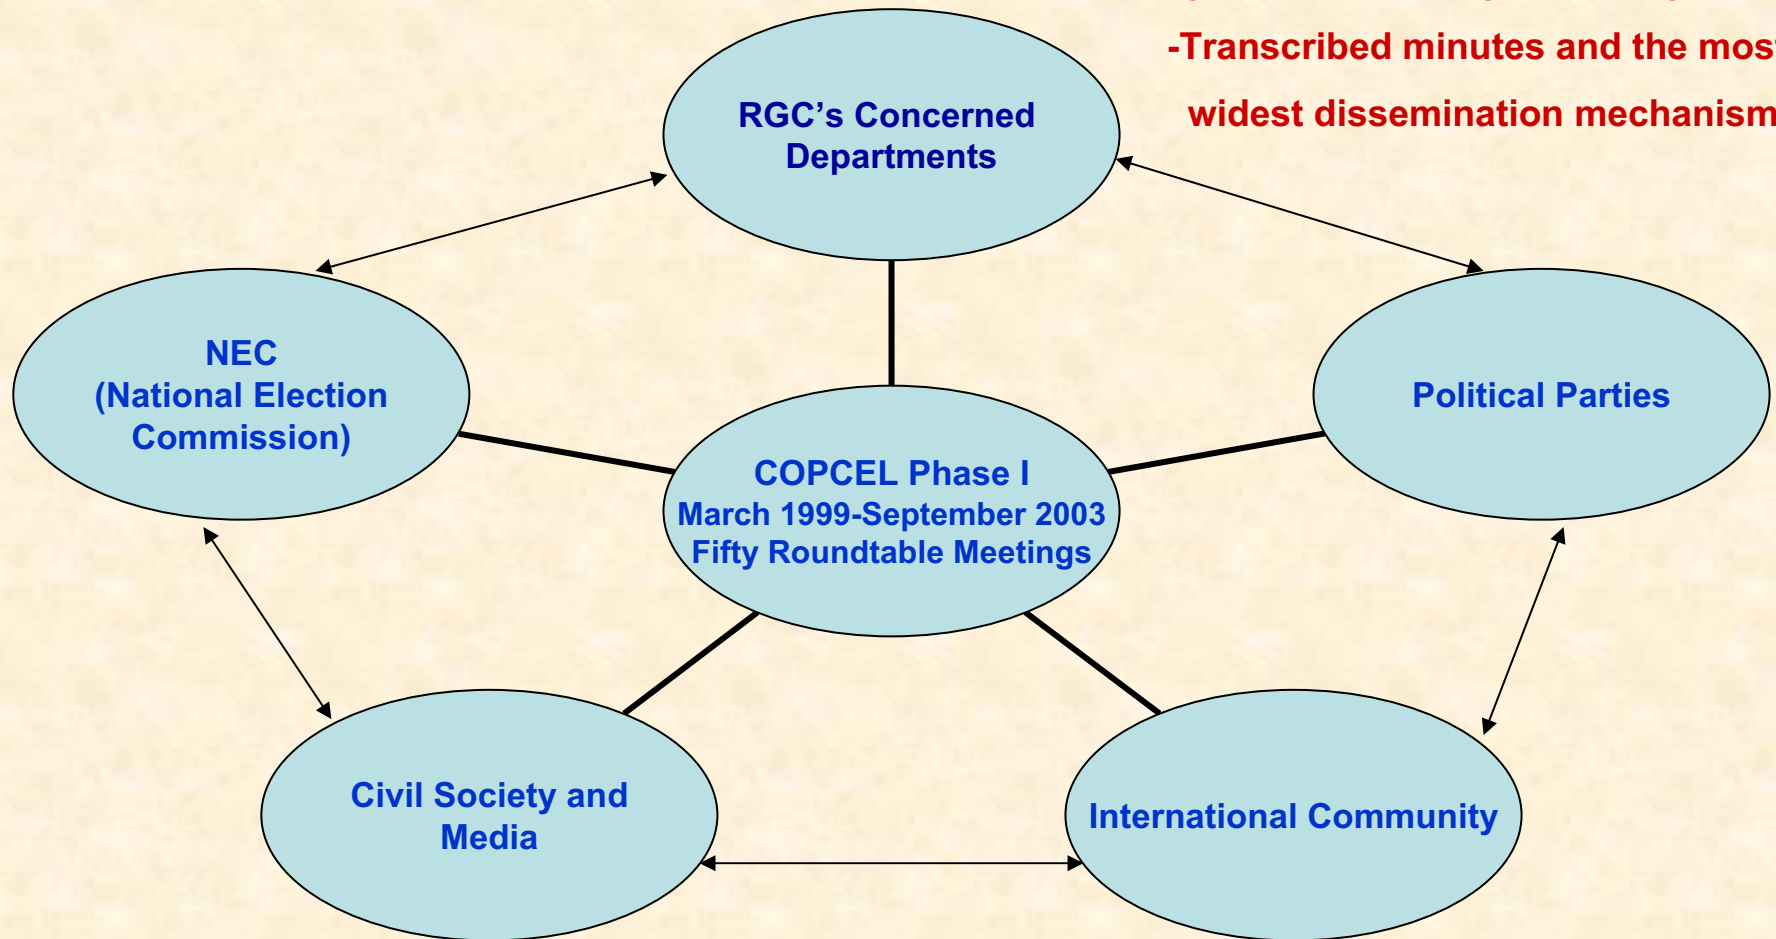 -Transcribed minutes and the most
widest dissemination mechanism
RGC’s Concerned
Departments
NEC
(National Election
Commission)
Political Parties
COPCEL Phase I
March 1999-September 2003
Fifty Roundtable Meetings
Civil Society and
Media
International Community